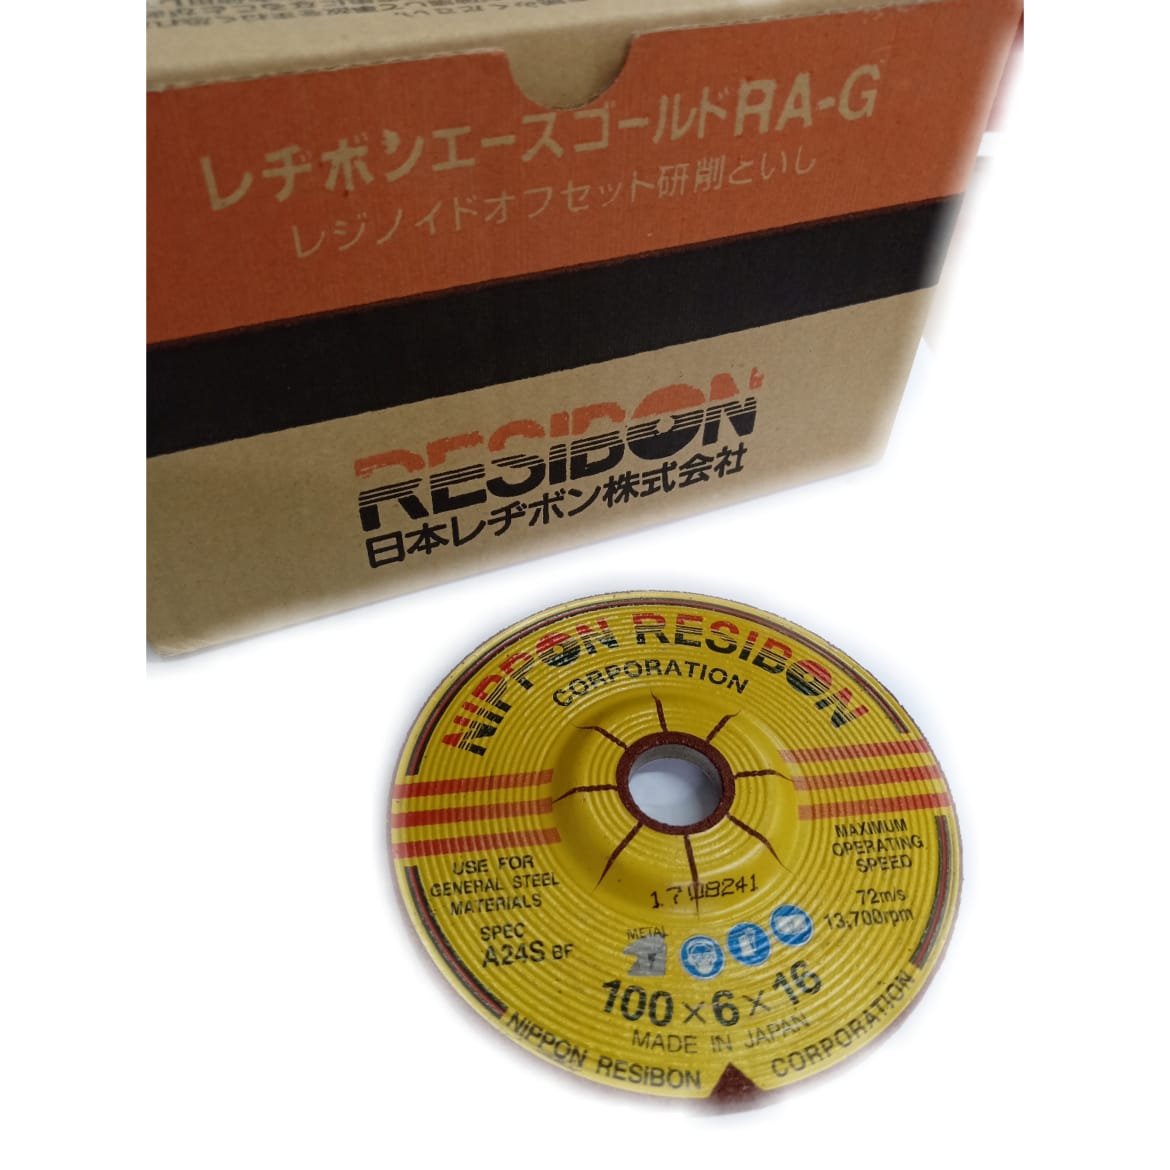 レヂボンエースゴールドRA-G
レジノイドオフセット研削といし
RESIBON
日本レヂボン株式会社
NIPPON RESIBON
CORPORATION
USE FOR
GENERAL STEEL
MATERIALS
SPEC
A24S BF
MAXIMUM
OPERATING
SPEED
72m/s
13,700rpm
1708241
METAL
100×6×16
MADE IN JAPAN
NIPPON RESIBON CORPORATION